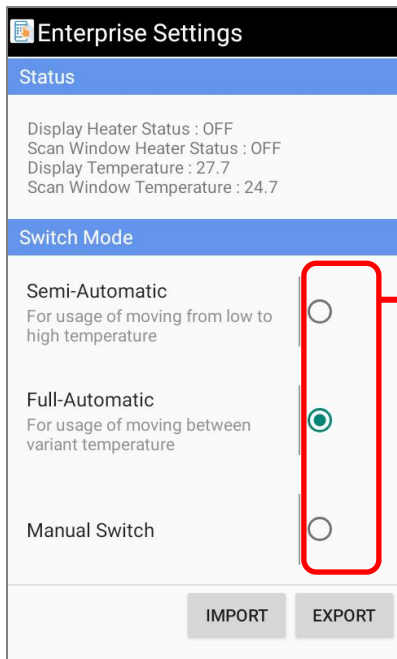 Enterprise Settings
Status
Display Heater Status : OFF
Scan Window Heater Status : OFF
Display Temperature : 27.7
Scan Window Temperature : 24.7
Switch Mode
Semi-Automatic
For usage of moving from low to
high temperature
Full-Automatic
For usage of moving between
variant temperature
Manual Switch
IMPORT EXPORT